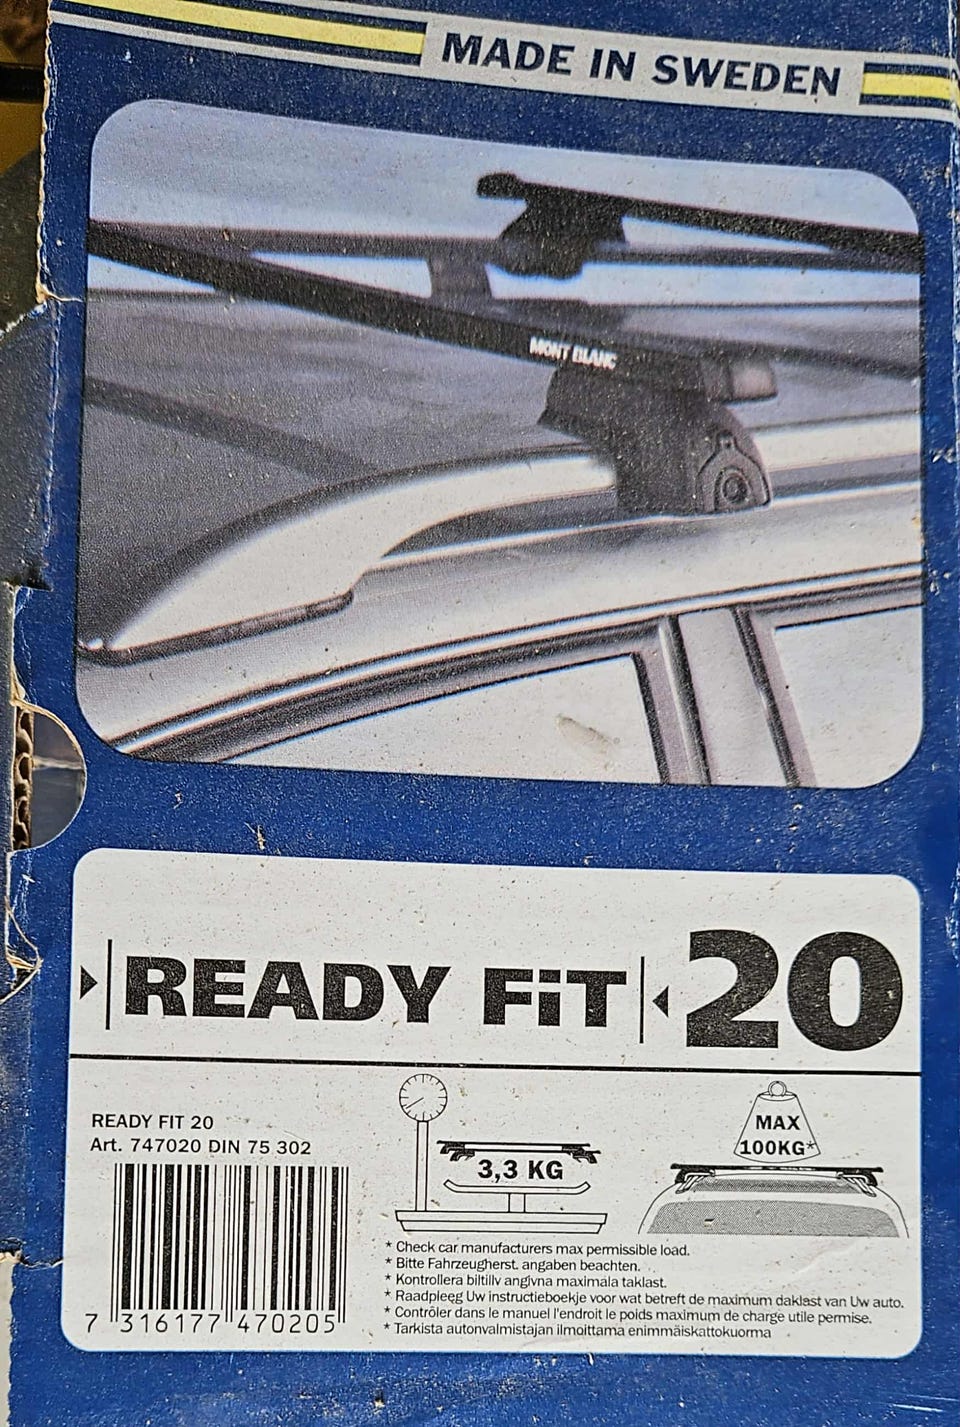 MADE IN SWEDEN
MONT BLANC
READY FiT 20
READY FIT 20
Art. 747020 DIN 75 302
3,3 KG
MAX
100KG*
* Check car manufacturers max permissible load.
* Bitte Fahrzeugherst. angaben beachten.
* Kontrollera biltillv angivna maximala taklast.
* Raadpleeg Uw instructieboekje voor wat betreft de maximum daklast van Uw auto.
* Contrôler dans le manuel l'endroit le poids maximum de charge utile permise.
* Tarkista autonvalmistajan ilmoittama enimmäiskattokuorma
7 316177 470205